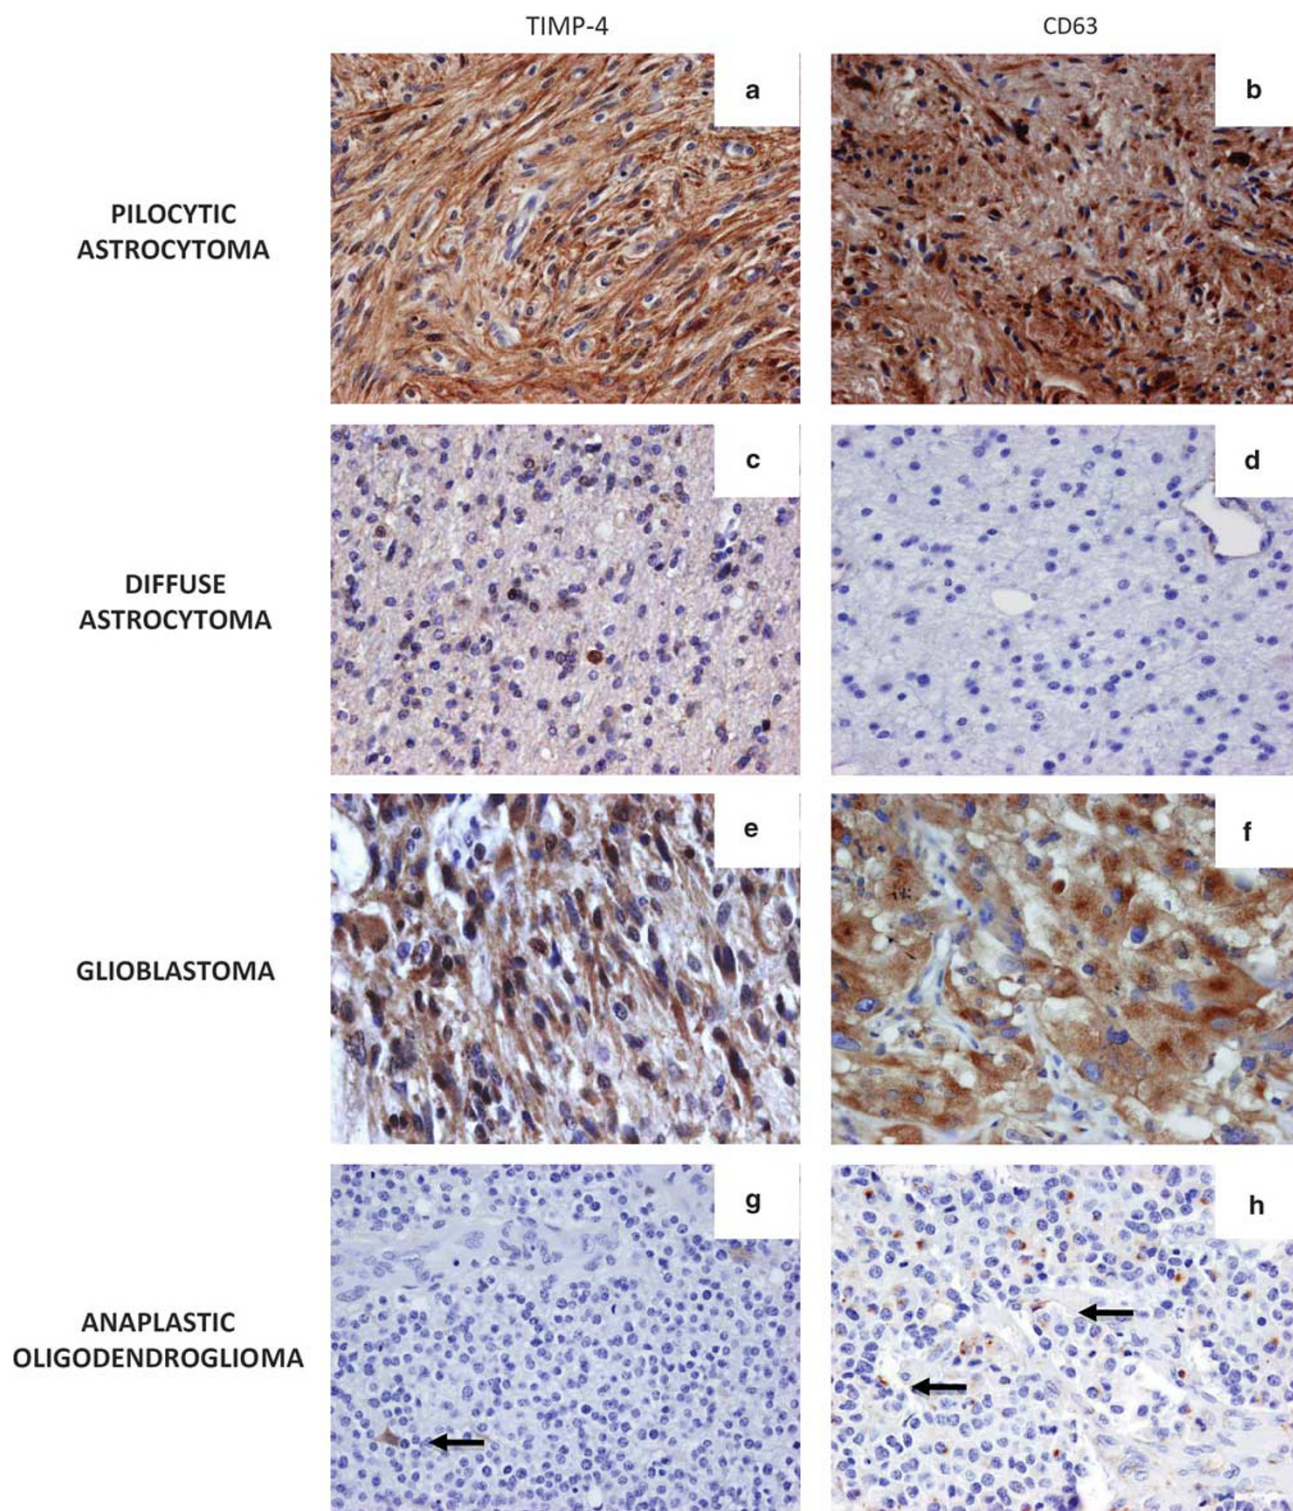 TIMP-4
CD63
a
b
PILOCYTIC
ASTROCYTOMA
c
d
DIFFUSE
ASTROCYTOMA
e
f
GLIOBLASTOMA
g
h
ANAPLASTIC
OLIGODENDROGLIOMA